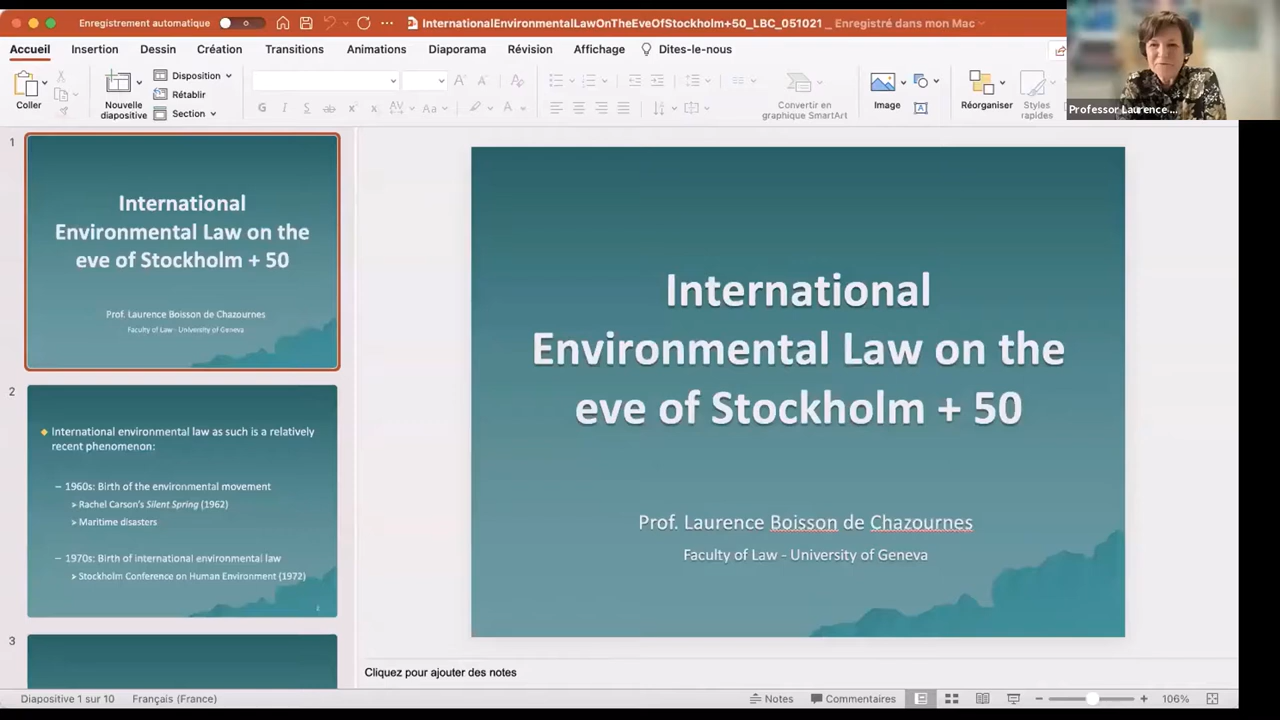 Enregistrement automatique
InternationalEnvironmentalLawOnTheEveOfStockholm+50_LBC_051021 _ Enregistré dans mon Mac
Accueil Insertion Dessin Création Transitions Animations Diaporama Révision Affichage Dites-le-nous
Coller
Nouvelle
diapositive
Disposition
Rétablir
Section
G I S ab x² x₂ AV Aa A
Convertir en
graphique SmartArt
Image
Réorganiser
Styles
rapides
Professor Laurence ...
1
International
Environmental Law on the
eve of Stockholm + 50
Prof. Laurence Boisson de Chazournes
Faculty of Law - University of Geneva
2
International environmental law as such is a relatively
recent phenomenon:
– 1960s: Birth of the environmental movement
Rachel Carson's Silent Spring (1962)
Maritime disasters
– 1970s: Birth of international environmental law
Stockholm Conference on Human Environment (1972)
2
3
International
Environmental Law on the
eve of Stockholm + 50
Prof. Laurence Boisson de Chazournes
Faculty of Law - University of Geneva
Cliquez pour ajouter des notes
Diapositive 1 sur 10 Français (France) Notes Commentaires 106%